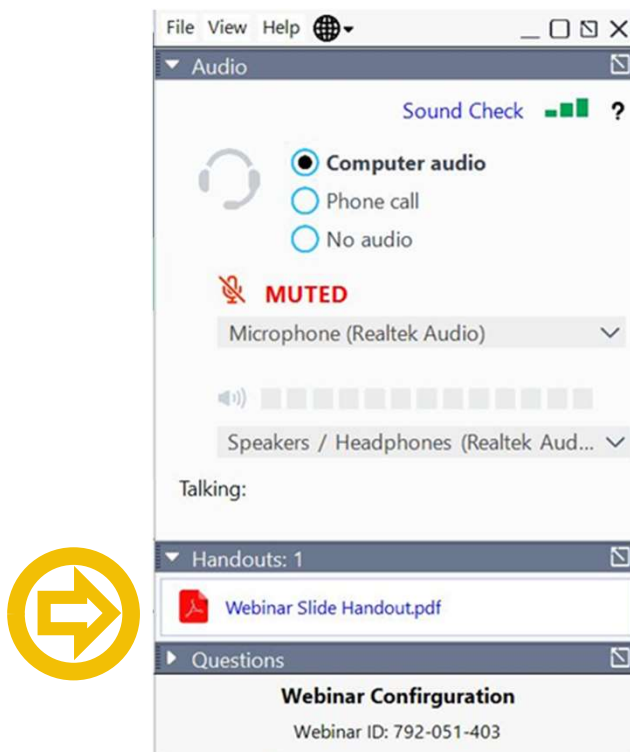 File View Help
Audio
Sound Check ?
Computer audio
Phone call
No audio
MUTED
Microphone (Realtek Audio)
Speakers / Headphones (Realtek Aud...
Talking:
Handouts: 1
Webinar Slide Handout.pdf
Questions
Webinar Confirguration
Webinar ID: 792-051-403